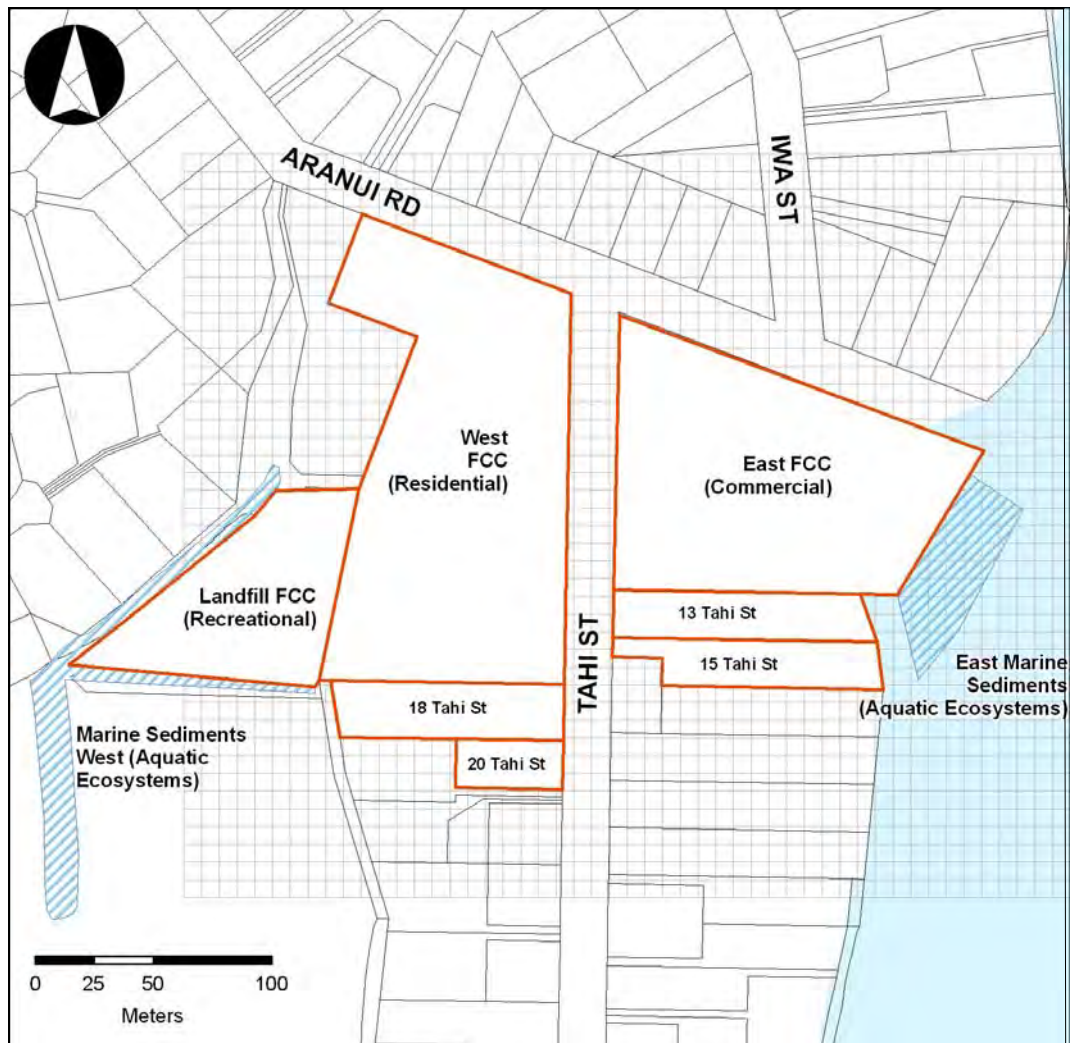 ARANUI RD
IWA ST
West
FCC
(Residential)
East FCC
(Commercial)
Landfill FCC
(Recreational)
13 Tahi St
15 Tahi St
TAHI ST
18 Tahi St
20 Tahi St
East Marine
Sediments
(Aquatic Ecosystems)
Marine Sediments
West (Aquatic
Ecosystems)
0 25 50 100
Meters